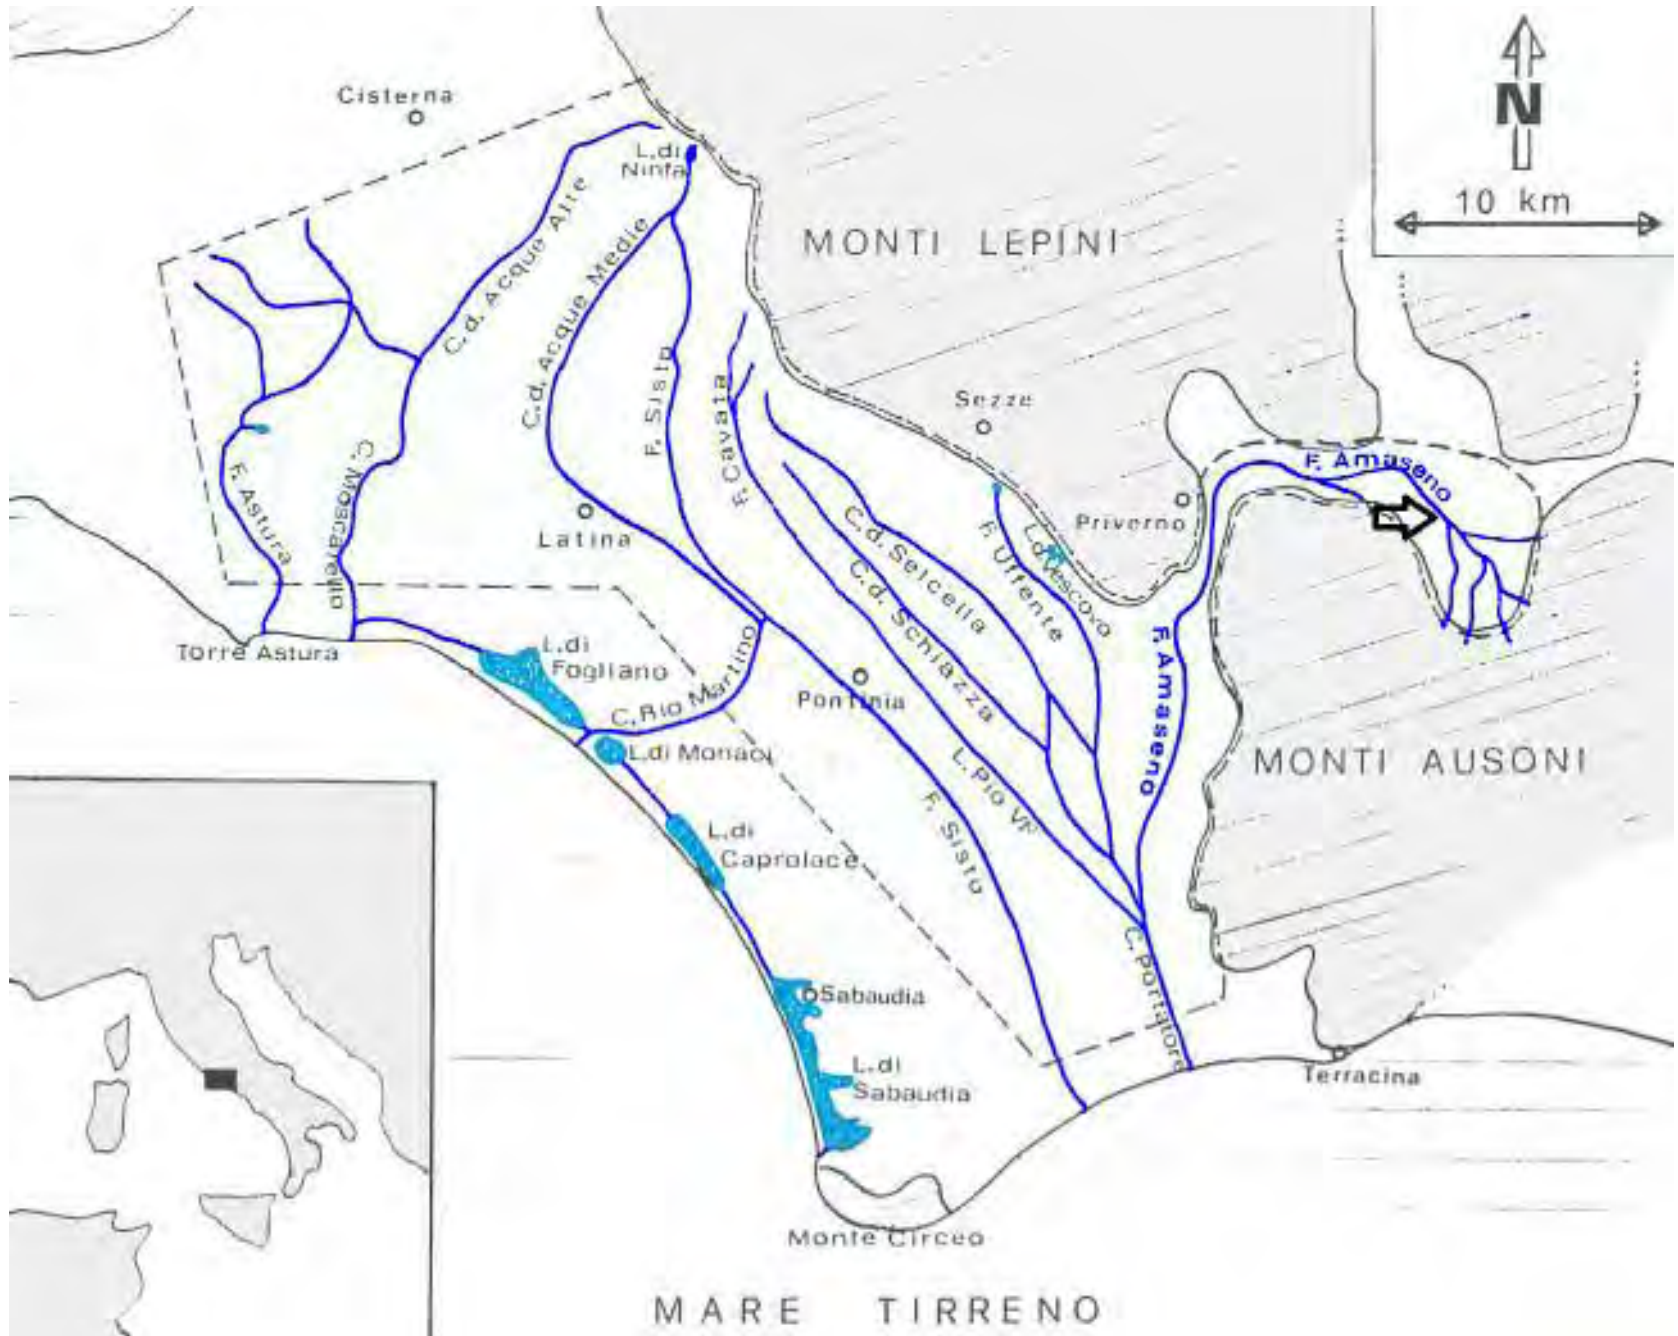 Cisterna
N
10 km
L.di
Ninfa
MONTI LEPINI
C.d. Acque Alte
C.d. Acque Medie
F. Sisto
F. Cavata
Sezze
F. Amaseno
Priverno
F. Astura
C. Moscarello
Latina
C.d. Selcella
F. Uffente
L.d.Vescovo
C.d. Schiazza
Torre Astura
L.di
Fogliano
C. Rio Martino
Pontinia
F. Amaseno
L.di Monaci
L. Pio VI°
MONTI AUSONI
F. Sisto
L.di
Caprolace
C. Portatore
Sabaudia
L.di
Sabaudia
Terracina
Monte Circeo
MARE TIRRENO